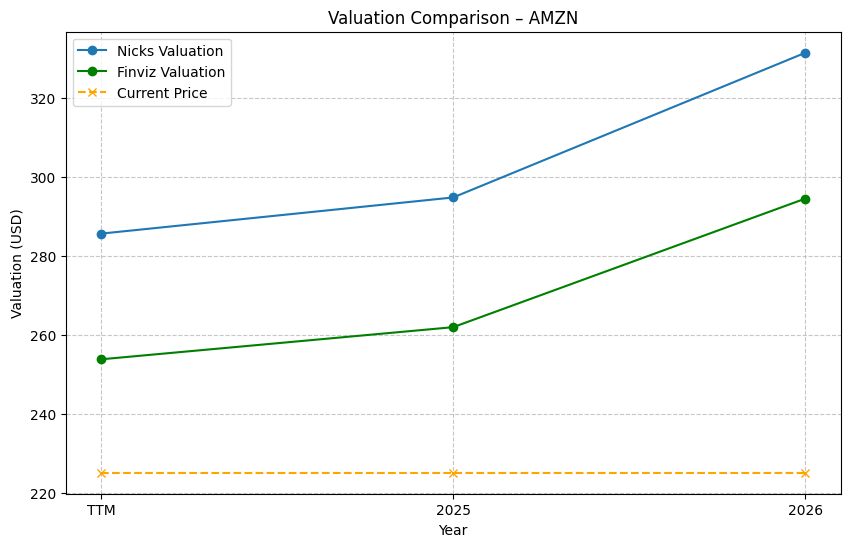 Valuation Comparison – AMZN
Nicks Valuation
Finviz Valuation
Current Price
Valuation (USD)
320
300
280
260
240
220
TTM
2025
2026
Year